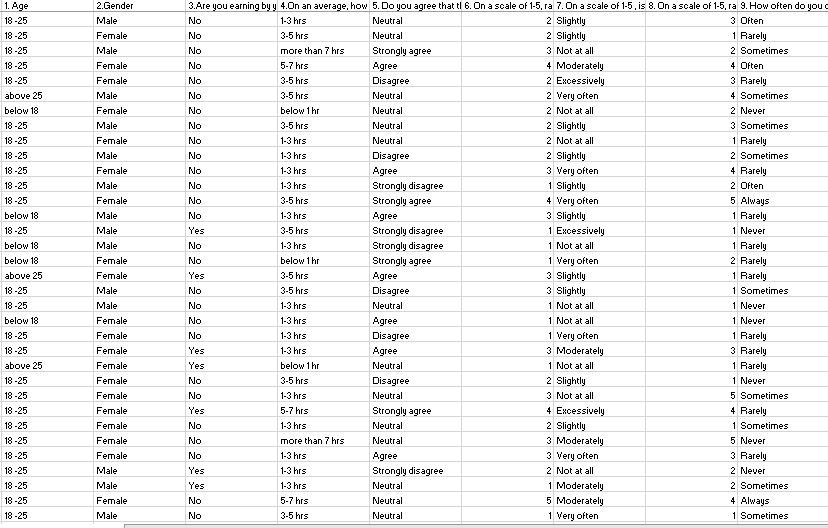 1. Age 2.Gender 3.Are you earning by y 4.On an average, how 5. Do you agree that tl 6. On a scale of 1-5, ra 7. On a scale of 1-5 , is 8. On a scale of 1-5, ra 9. How often do you c
18 -25 Male No 1-3 hrs Neutral 2 Slightly 3 Often
18 -25 Female No 3-5 hrs Neutral 2 Slightly 1 Rarely
18 -25 Male No more than 7 hrs Strongly agree 3 Not at all 2 Sometimes
18 -25 Female No 5-7 hrs Agree 4 Moderately 4 Often
18 -25 Female No 3-5 hrs Disagree 2 Excessively 3 Rarely
above 25 Male No 3-5 hrs Neutral 2 Very often 4 Sometimes
below 18 Female No below 1 hr Neutral 2 Not at all 2 Never
18 -25 Male No 3-5 hrs Neutral 2 Slightly 3 Sometimes
18 -25 Female No 1-3 hrs Neutral 2 Not at all 1 Rarely
18 -25 Male No 1-3 hrs Disagree 2 Slightly 2 Sometimes
18 -25 Female No 1-3 hrs Agree 3 Very often 4 Rarely
18 -25 Male No 1-3 hrs Strongly disagree 1 Slightly 2 Often
18 -25 Female No 3-5 hrs Strongly agree 4 Very often 5 Always
below 18 Male No 1-3 hrs Agree 3 Slightly 1 Rarely
18 -25 Male Yes 3-5 hrs Strongly disagree 1 Excessively 1 Never
below 18 Male No 1-3 hrs Strongly disagree 1 Not at all 1 Rarely
below 18 Female No below 1 hr Strongly agree 1 Very often 2 Rarely
above 25 Female Yes 3-5 hrs Agree 3 Slightly 1 Rarely
18 -25 Male No 3-5 hrs Disagree 3 Slightly 1 Sometimes
18 -25 Male No 1-3 hrs Neutral 1 Not at all 1 Never
below 18 Female No 1-3 hrs Agree 1 Not at all 1 Never
18 -25 Female No 1-3 hrs Disagree 1 Very often 1 Rarely
18 -25 Female Yes 1-3 hrs Agree 3 Moderately 3 Rarely
above 25 Female Yes below 1 hr Neutral 1 Not at all 1 Rarely
18 -25 Female No 3-5 hrs Disagree 2 Slightly 1 Never
18 -25 Female No 1-3 hrs Neutral 3 Not at all 5 Sometimes
18 -25 Female Yes 5-7 hrs Strongly agree 4 Excessively 4 Rarely
18 -25 Female No 1-3 hrs Neutral 2 Slightly 1 Sometimes
18 -25 Female No more than 7 hrs Neutral 3 Moderately 5 Never
18 -25 Female No 1-3 hrs Agree 3 Very often 3 Rarely
18 -25 Male Yes 1-3 hrs Strongly disagree 2 Not at all 2 Never
18 -25 Male Yes 1-3 hrs Neutral 1 Moderately 2 Sometimes
18 -25 Female No 5-7 hrs Neutral 5 Moderately 4 Always
18 -25 Male No 3-5 hrs Neutral 1 Very often 1 Sometimes